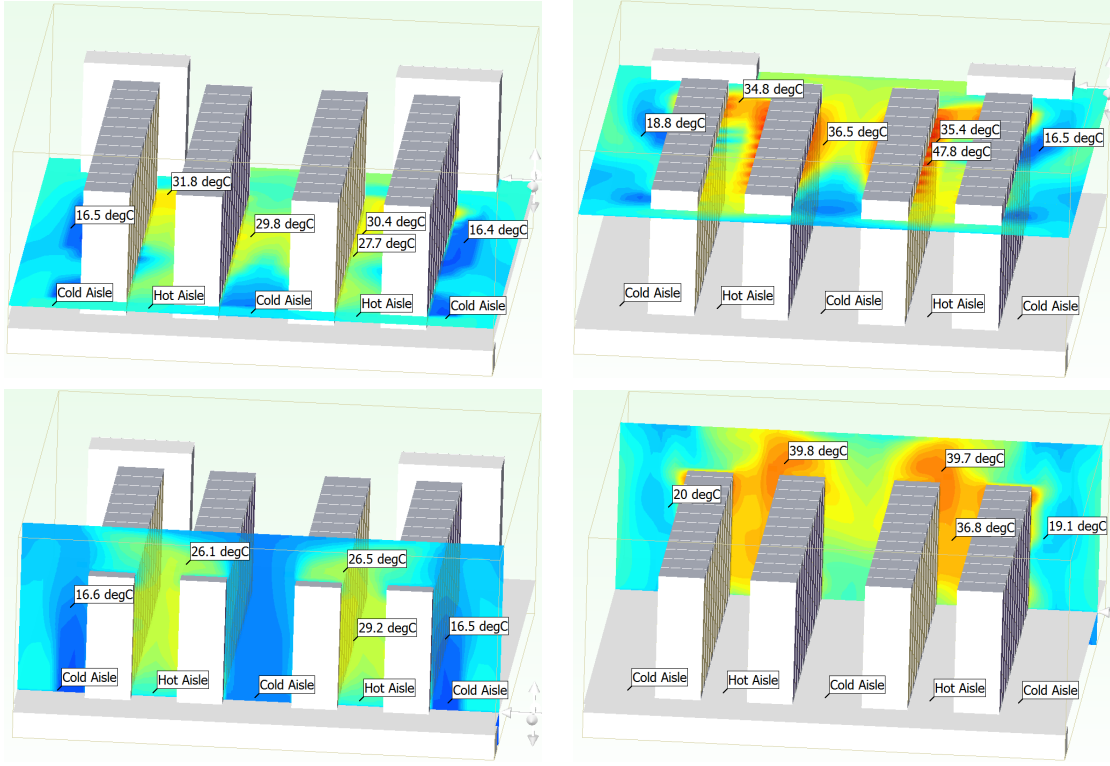 31.8 degC
16.5 degC
29.8 degC
30.4 degC
27.7 degC
16.4 degC
Cold Aisle
Hot Aisle
Cold Aisle
Hot Aisle
Cold Aisle
34.8 degC
18.8 degC
36.5 degC
35.4 degC
47.8 degC
16.5 degC
Cold Aisle
Hot Aisle
Cold Aisle
Hot Aisle
Cold Aisle
26.1 degC
26.5 degC
16.6 degC
29.2 degC
16.5 degC
Cold Aisle
Hot Aisle
Cold Aisle
Hot Aisle
Cold Aisle
39.8 degC
39.7 degC
20 degC
36.8 degC
19.1 degC
Cold Aisle
Hot Aisle
Cold Aisle
Hot Aisle
Cold Aisle